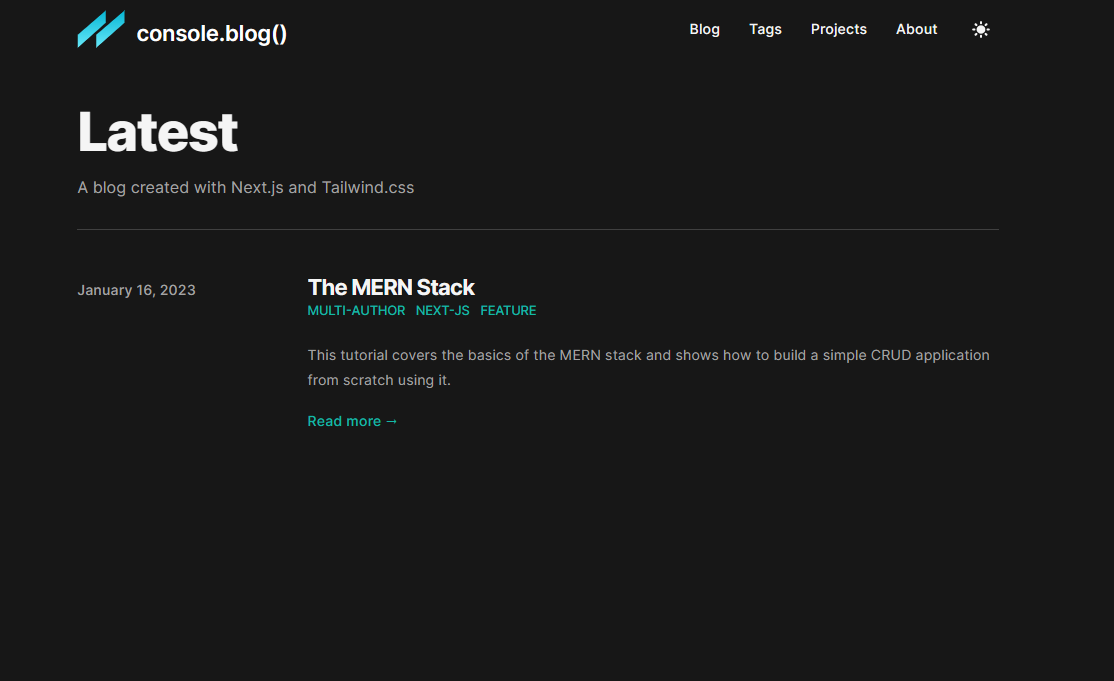 console.blog()
Blog Tags Projects About
Latest
A blog created with Next.js and Tailwind.css
January 16, 2023
The MERN Stack
MULTI-AUTHOR NEXT-JS FEATURE
This tutorial covers the basics of the MERN stack and shows how to build a simple CRUD application
from scratch using it.
Read more →